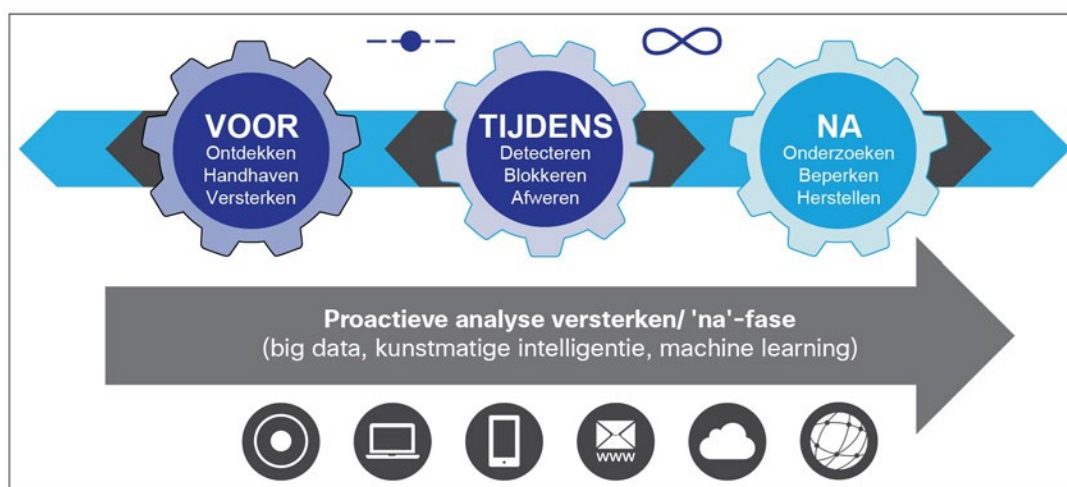 VOOR
Ontdekken
Handhaven
Versterken
TIJDENS
Detecteren
Blokkeren
Afweren
NA
Onderzoeken
Beperken
Herstellen
Proactieve analyse versterken/ 'na'-fase
(big data, kunstmatige intelligentie, machine learning)
www